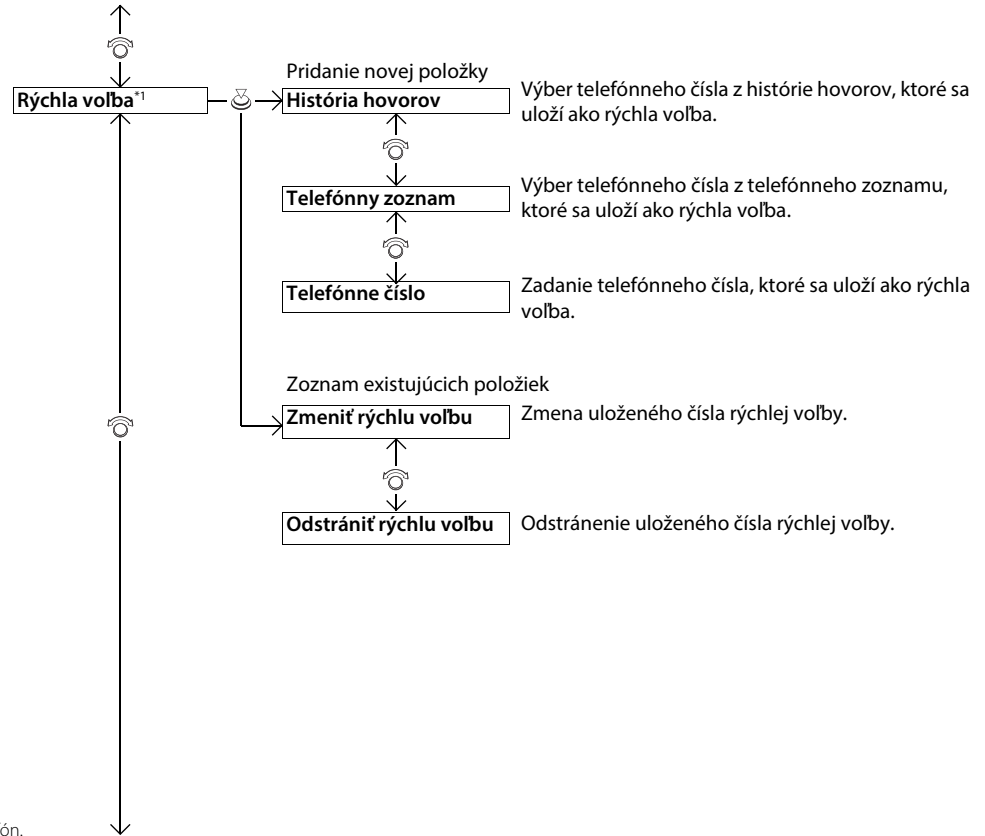 Pridanie novej položky
Rýchla voľba*1
História hovorov
Výber telefónneho čísla z histórie hovorov, ktoré sa
uloží ako rýchla voľba.
Telefónny zoznam
Výber telefónneho čísla z telefónneho zoznamu,
ktoré sa uloží ako rýchla voľba.
Telefónne číslo
Zadanie telefónneho čísla, ktoré sa uloží ako rýchla
voľba.
Zoznam existujúcich položiek
Zmeniť rýchlu voľbu
Zmena uloženého čísla rýchlej voľby.
Odstrániť rýchlu voľbu
Odstránenie uloženého čísla rýchlej voľby.